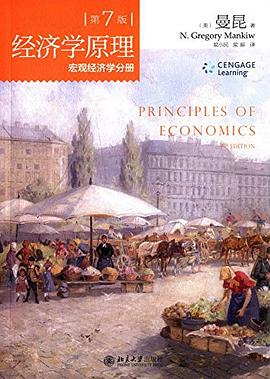 第7版
经济学原理
宏观经济学分册
(美) 曼昆 著
N. Gregory Mankiw
梁小民 梁砾 译
CENGAGE
Learning
PRINCIPLES OF
ECONOMICS
EDITION
北京大学出版社